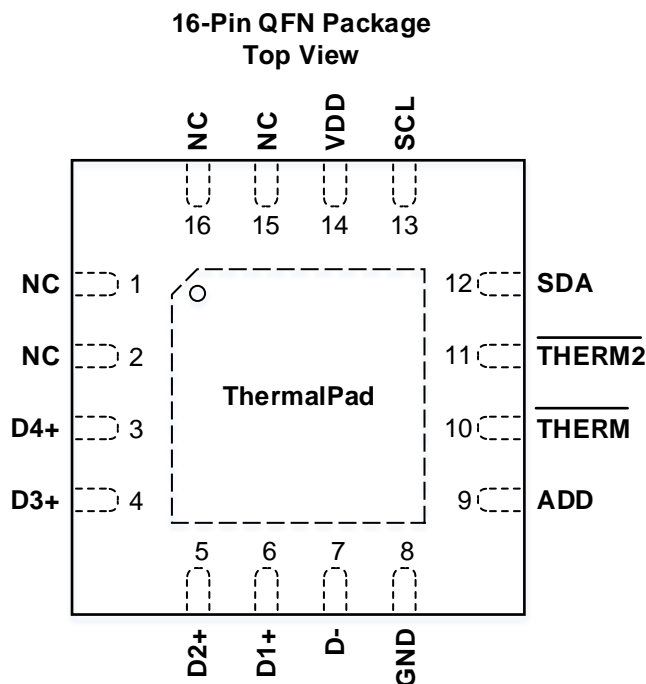 16-Pin QFN Package
Top View
NC
NC
VDD
SCL
16
15
14
13
NC 1
12 SDA
NC 2
11 THERM2
ThermalPad
D4+ 3
10 THERM
D3+ 4
9 ADD
5
6
7
8
D2+
D1+
D-
GND